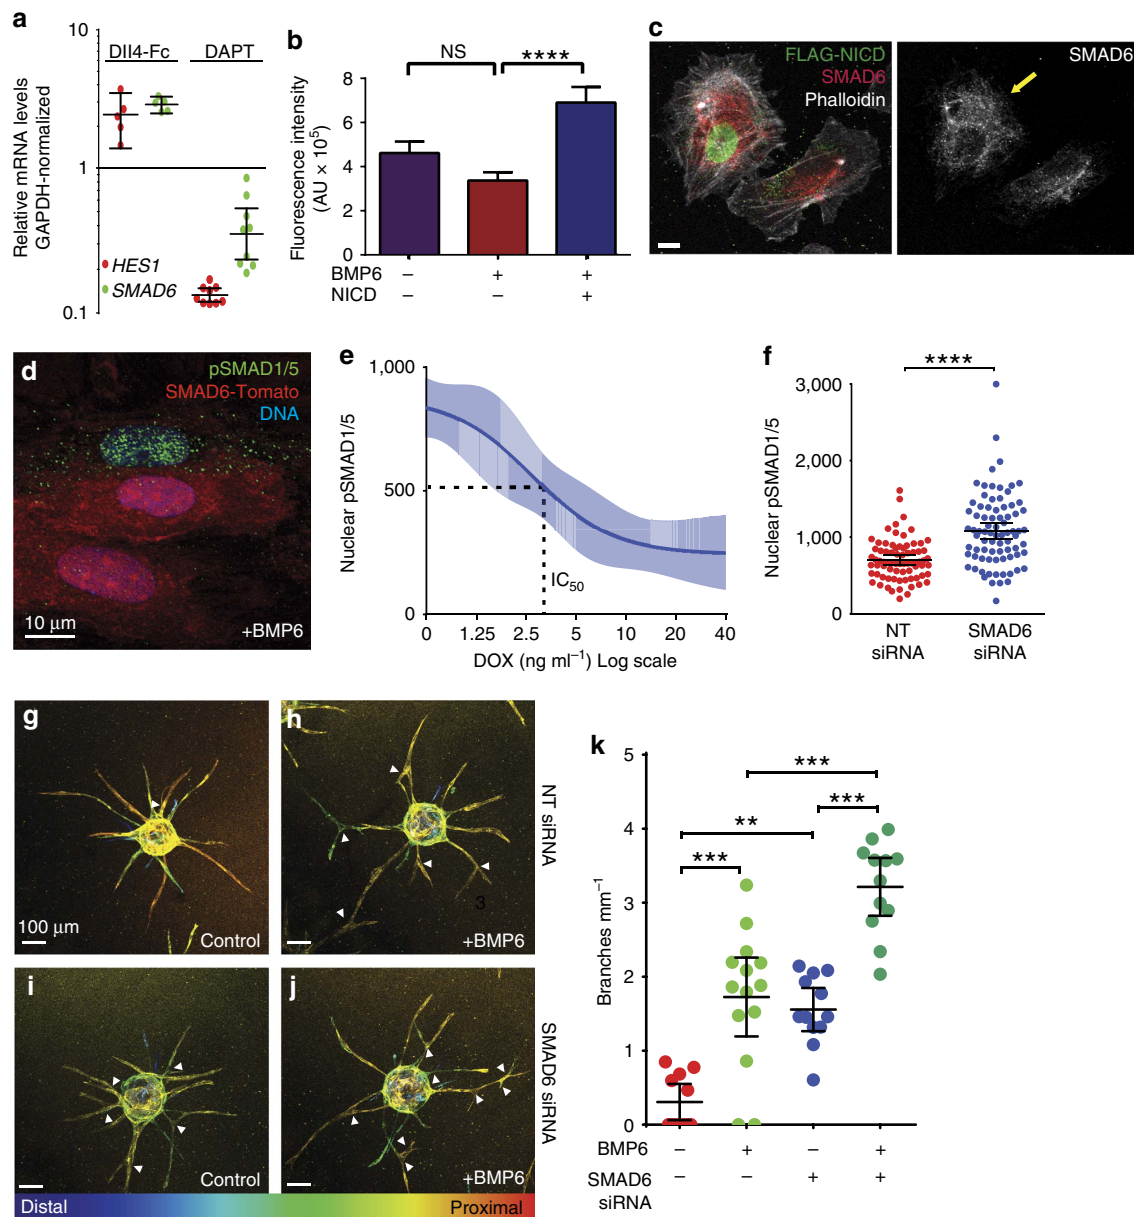 a
10
1
0.1
Relative mRNA levels
GAPDH-normalized
Dll4-Fc DAPT
HES1
SMAD6
b
NS ****
8
6
4
2
0
Fluorescence intensity
(AU × 10⁵)
BMP6 – + +
NICD – – +
c
FLAG-NICD
SMAD6
Phalloidin
SMAD6
d
pSMAD1/5
SMAD6-Tomato
DNA
10 μm
+BMP6
e
1,000
500
0
Nuclear pSMAD1/5
IC₅₀
0 1.25 2.5 5 10 20 40
DOX (ng ml⁻¹) Log scale
f
****
3,000
2,000
1,000
0
Nuclear pSMAD1/5
NT
siRNA
SMAD6
siRNA
g
100 μm
Control
h
3
+BMP6
NT siRNA
i
Control
j
+BMP6
SMAD6 siRNA
Distal Proximal
k
***
***
**
***
5
4
3
2
1
0
Branches mm⁻¹
BMP6 – + – +
SMAD6 – – + +
siRNA